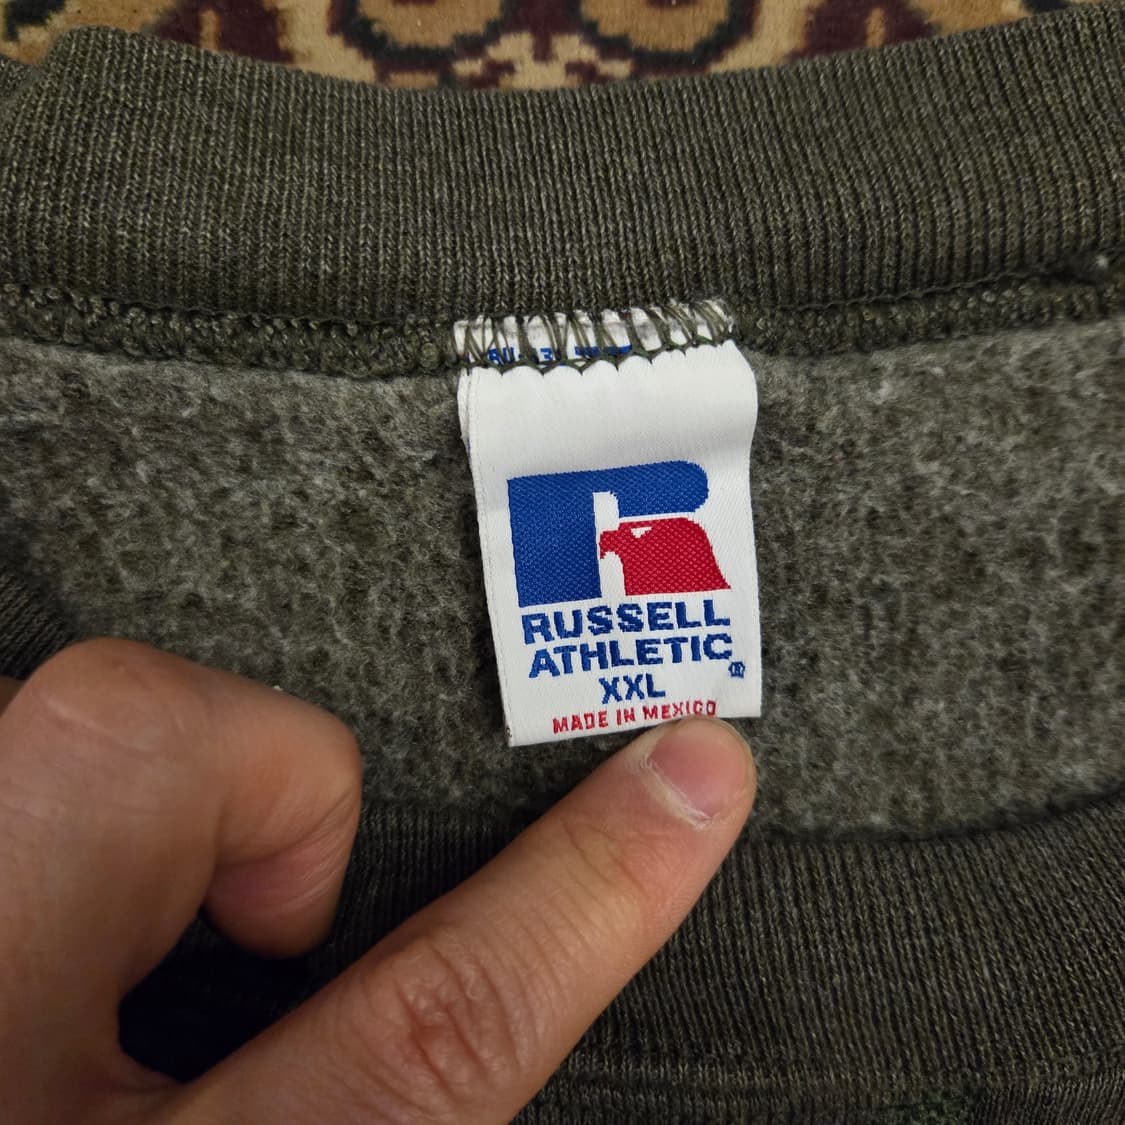 RUSSELL
ATHLETIC®
XXL
MADE IN MEXICO